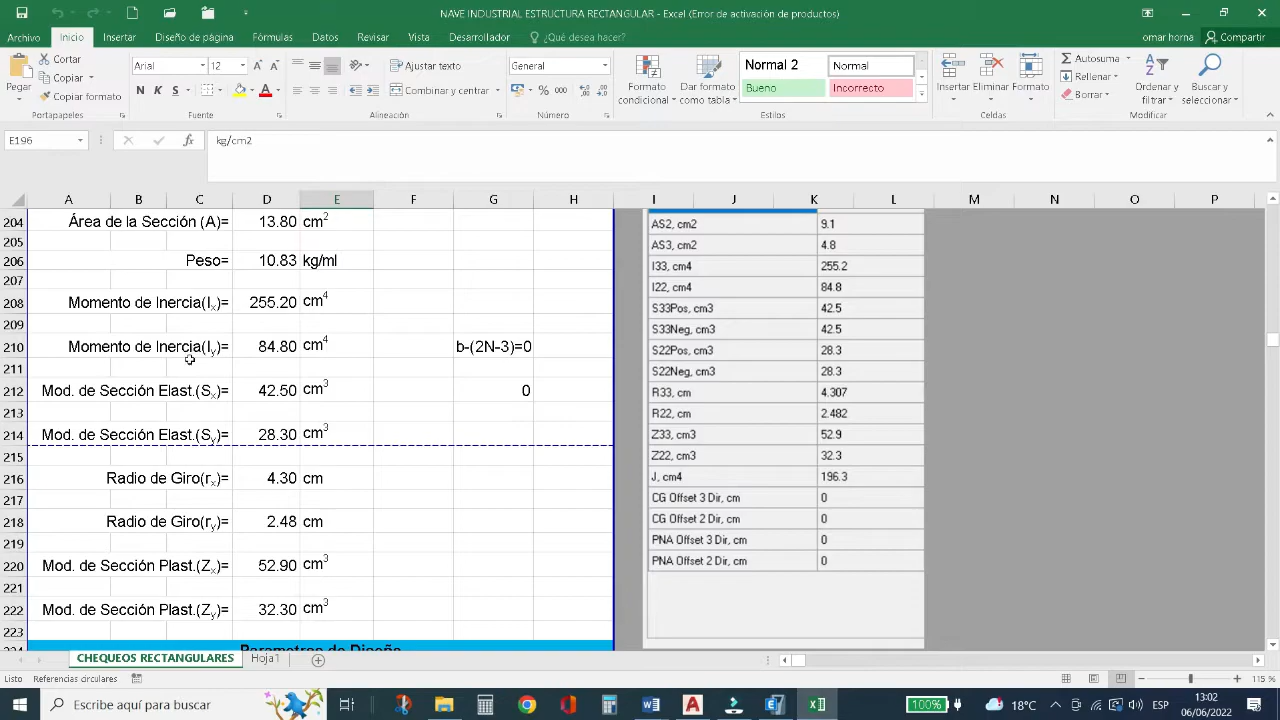 NAVE INDUSTRIAL ESTRUCTURA RECTANGULAR - Excel (Error de activación de productos)
Archivo Inicio Insertar Diseño de página Fórmulas Datos Revisar Vista Desarrollador ¿Qué desea hacer? omar horna Compartir
Pegar
Cortar
Copiar
Copiar formato
Portapapeles
Arial 12
N K S
Fuente
Ajustar texto
Combinar y centrar
Alineación
General
% 000
Número
Formato condicional
Dar formato como tabla
Normal 2 Normal
Bueno Incorrecto
Estilos
Insertar Eliminar Formato
Celdas
Autosuma
Rellenar
Borrar
Ordenar y filtrar
Buscar y seleccionar
Modificar
E196 fx kg/cm2
A B C D E F G H I J K L M N O P Q
204 Área de la Sección (A)= 13.80 cm2
205
206 Peso= 10.83 kg/ml
207
208 Momento de Inercia(Ix)= 255.20 cm4
209
210 Momento de Inercia(Iy)= 84.80 cm4 b-(2N-3)=0
211
212 Mod. de Sección Elast.(Sx)= 42.50 cm3 0
213
214 Mod. de Sección Elast.(Sy)= 28.30 cm3
215
216 Radio de Giro(rx)= 4.30 cm
217
218 Radio de Giro(ry)= 2.48 cm
219
220 Mod. de Sección Plast.(Zx)= 52.90 cm3
221
222 Mod. de Sección Plast.(Zy)= 32.30 cm3
223
Parametros de Diseño
AS2, cm2 9.1
AS3, cm2 4.8
I33, cm4 255.2
I22, cm4 84.8
S33Pos, cm3 42.5
S33Neg, cm3 42.5
S22Pos, cm3 28.3
S22Neg, cm3 28.3
R33, cm 4.307
R22, cm 2.482
Z33, cm3 52.9
Z22, cm3 32.3
J, cm4 196.3
CG Offset 3 Dir, cm 0
CG Offset 2 Dir, cm 0
PNA Offset 3 Dir, cm 0
PNA Offset 2 Dir, cm 0
CHEQUEOS RECTANGULARES Hoja1
Listo Referencias circulares 115 %
Escribe aquí para buscar 100% 18°C ESP 13:02
06/06/2022